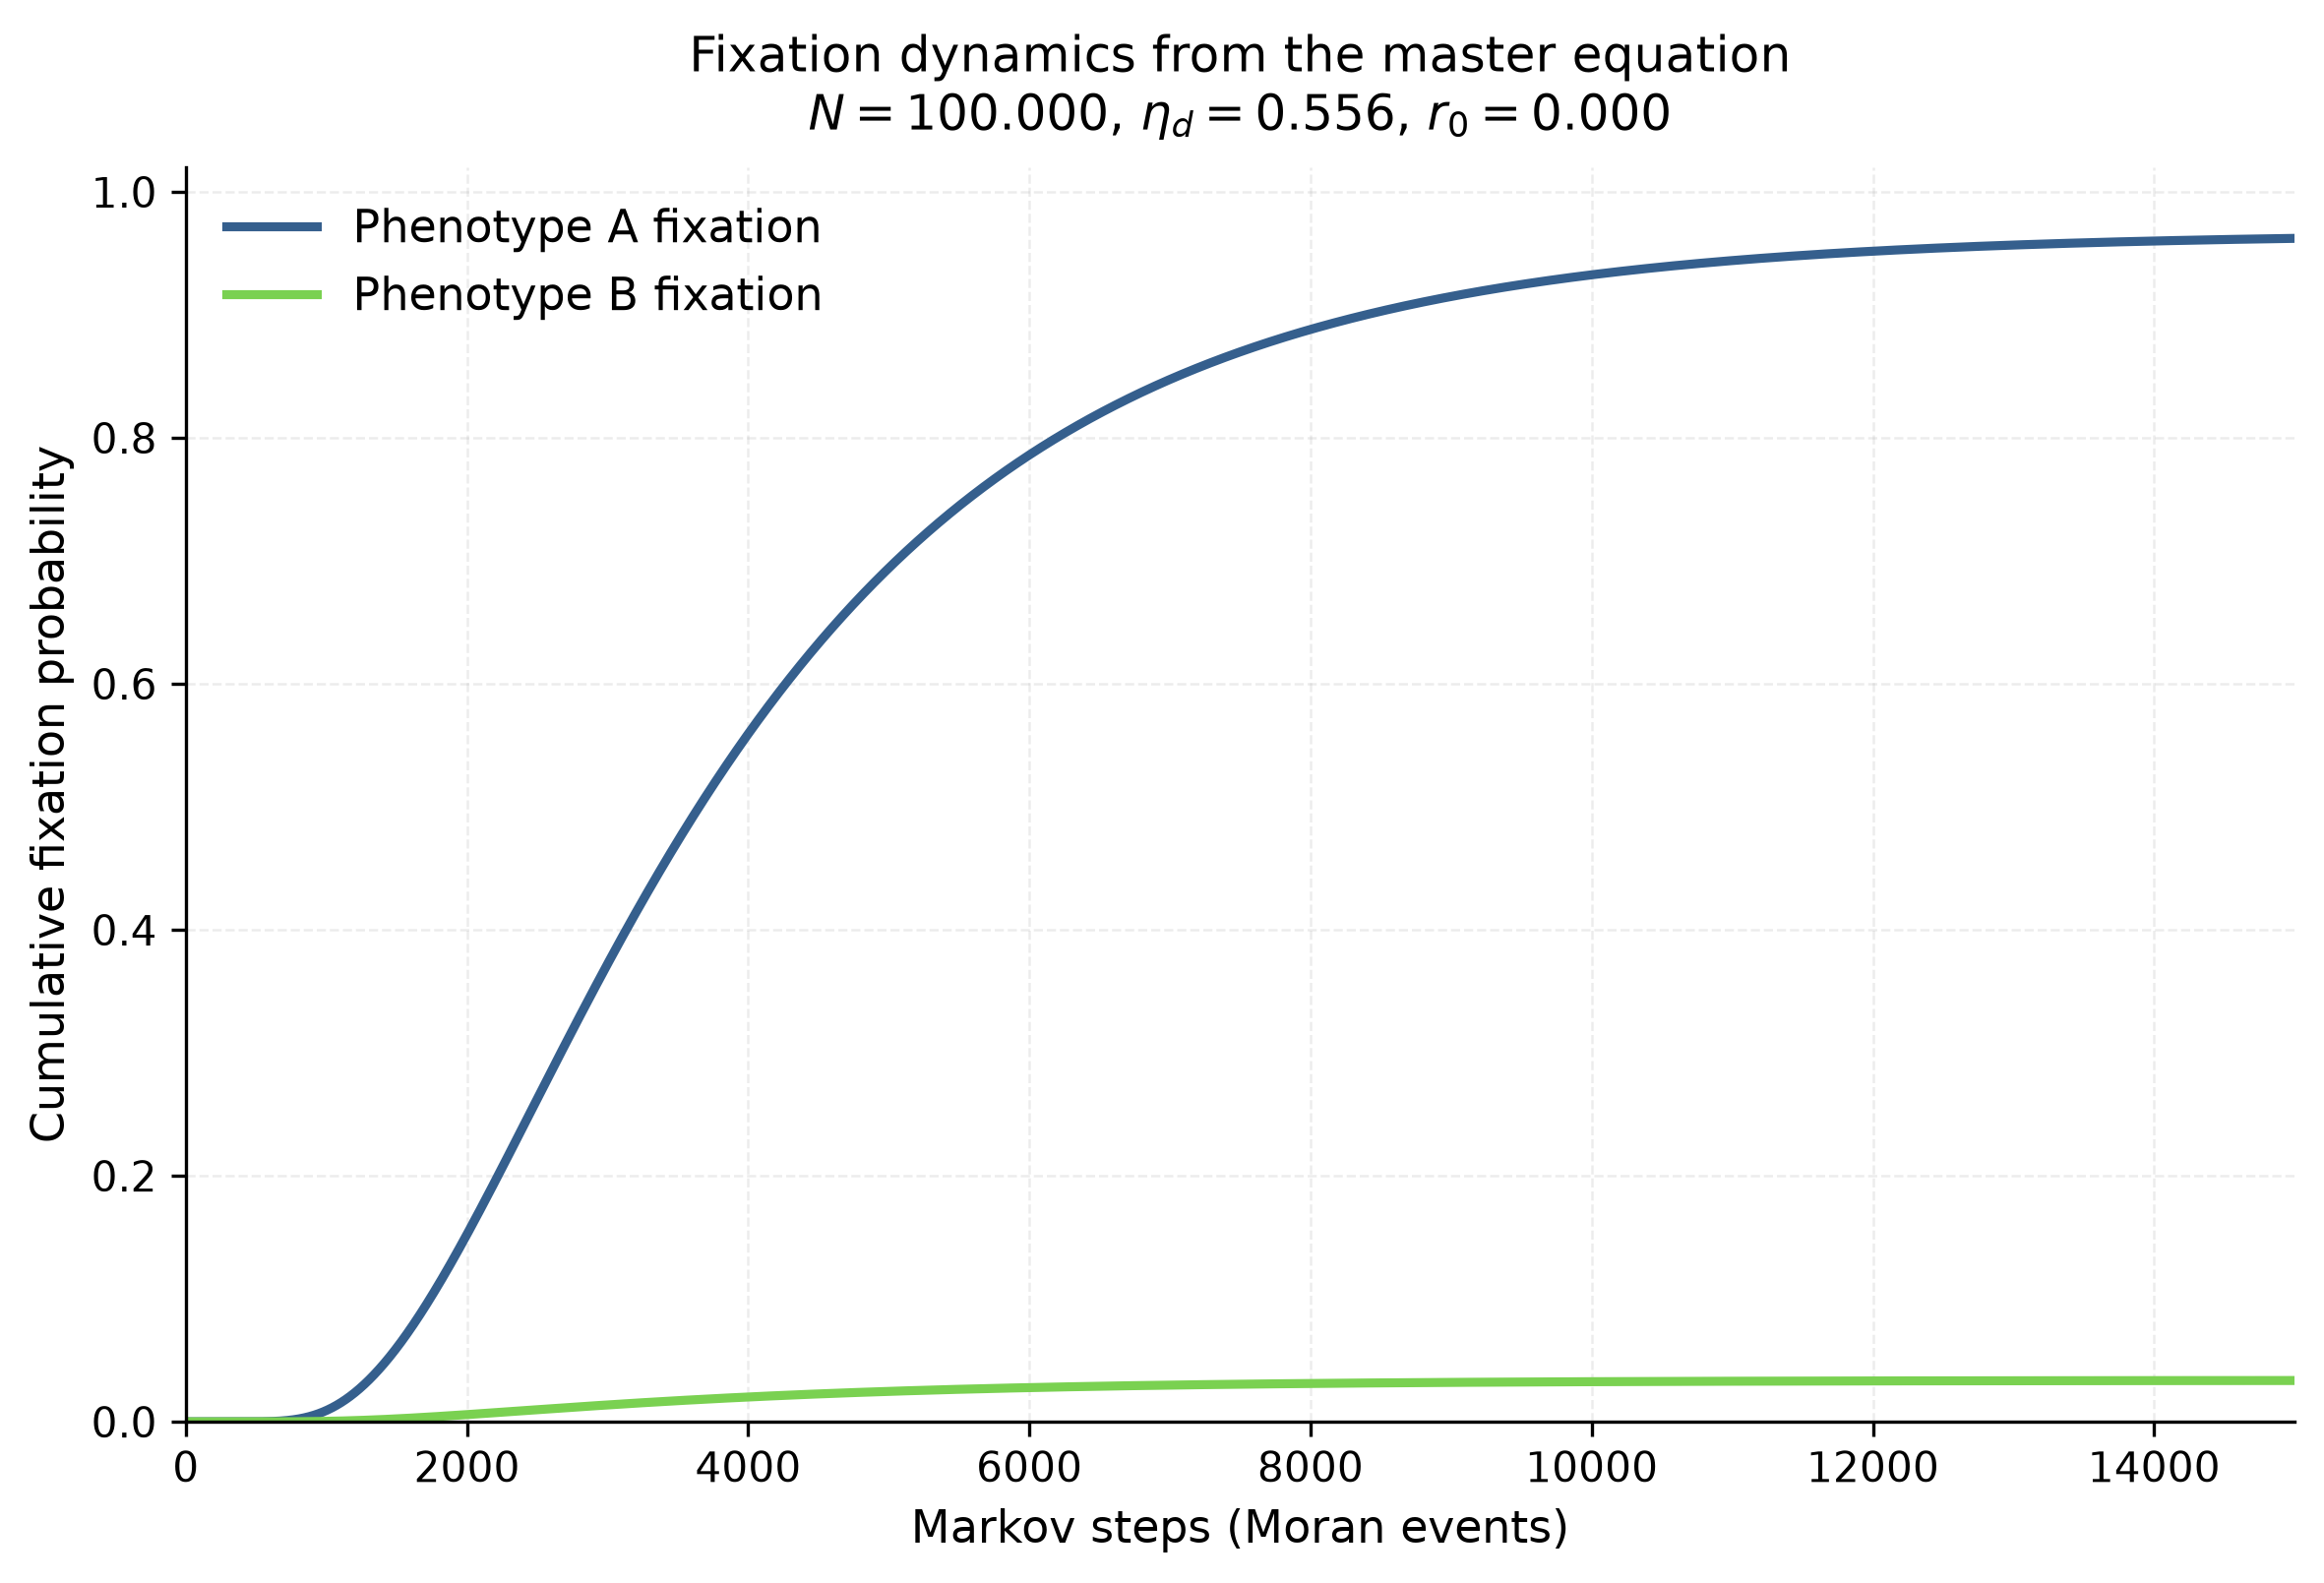 Fixation dynamics from the master equation
N = 100.000, η_d = 0.556, r_0 = 0.000
Phenotype A fixation
Phenotype B fixation
Cumulative fixation probability
1.0
0.8
0.6
0.4
0.2
0.0
0 2000 4000 6000 8000 10000 12000 14000
Markov steps (Moran events)